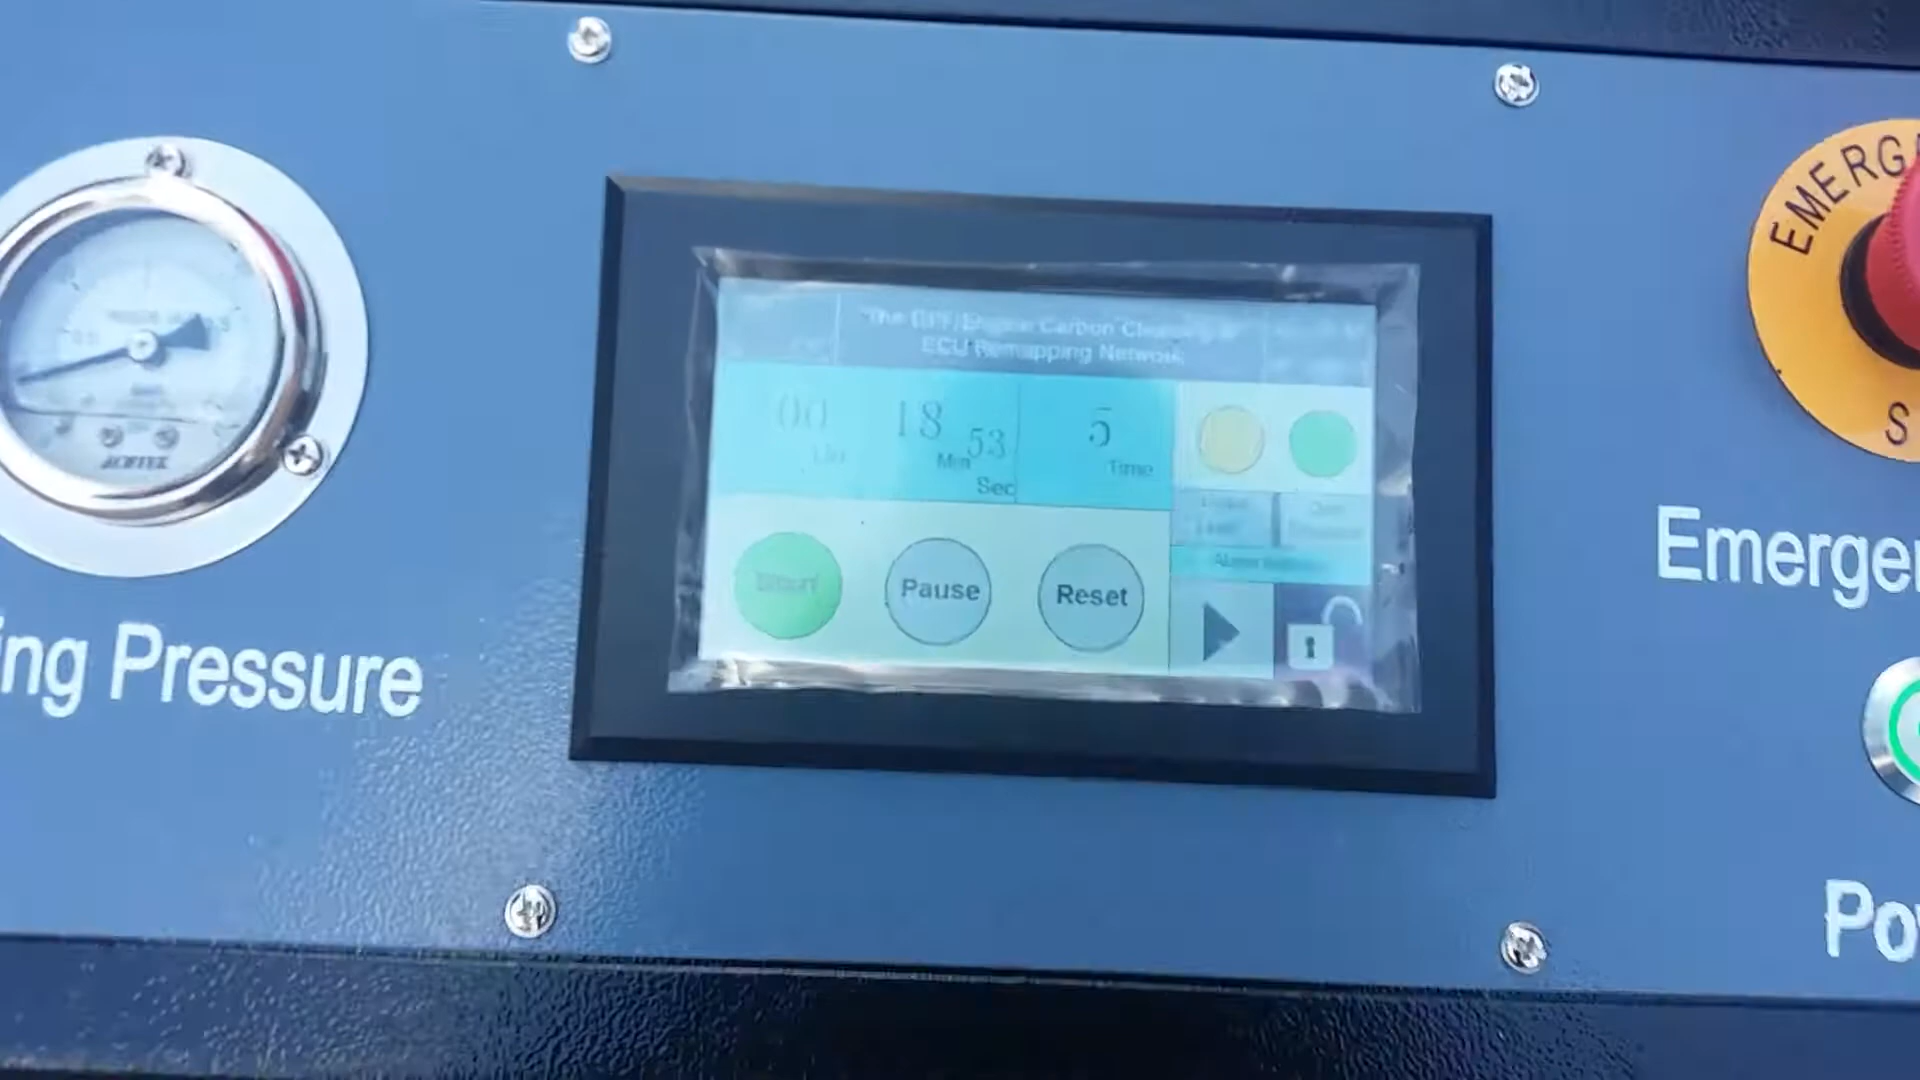 EMERG
S
The DPF/Engine Carbon Cleaning &
ECU Remapping Network
00
18
Min
53
Sec
5
Time
Start
Pause
Reset
ing Pressure
Emerge
Po